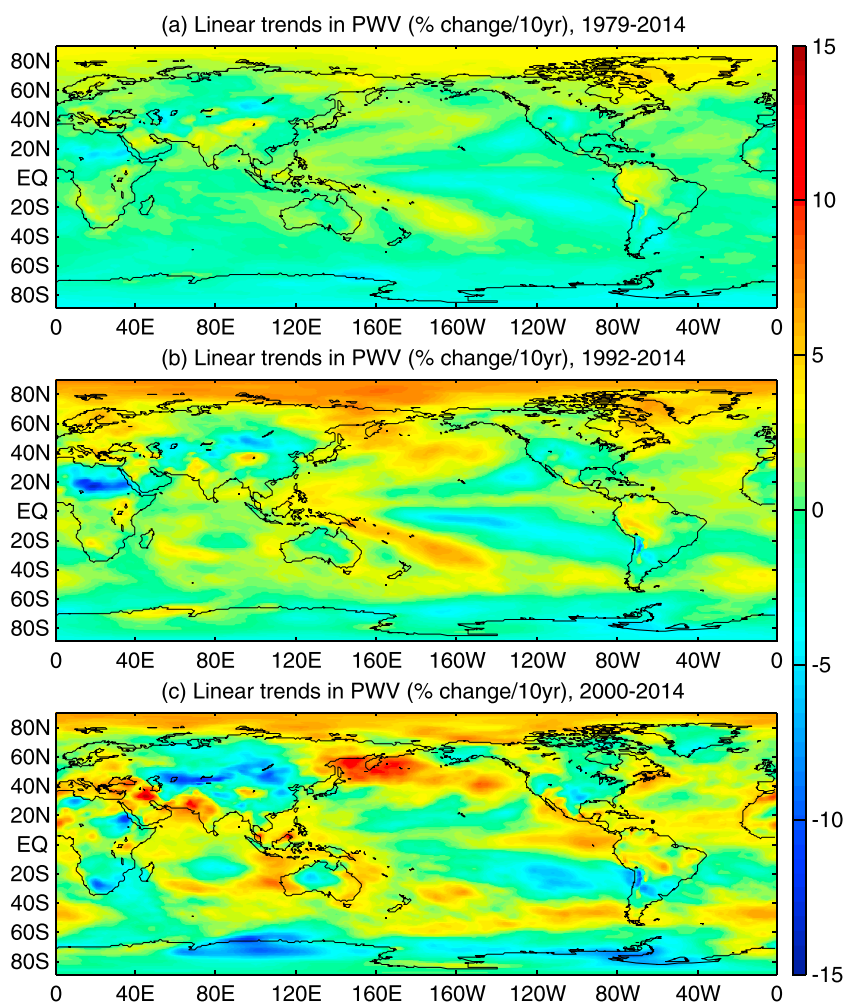 (a) Linear trends in PWV (% change/10yr), 1979-2014
80N
60N
40N
20N
EQ
20S
40S
60S
80S
0 40E 80E 120E 160E 160W 120W 80W 40W 0
(b) Linear trends in PWV (% change/10yr), 1992-2014
80N
60N
40N
20N
EQ
20S
40S
60S
80S
0 40E 80E 120E 160E 160W 120W 80W 40W 0
(c) Linear trends in PWV (% change/10yr), 2000-2014
80N
60N
40N
20N
EQ
20S
40S
60S
80S
0 40E 80E 120E 160E 160W 120W 80W 40W 0
15
10
5
0
-5
-10
-15